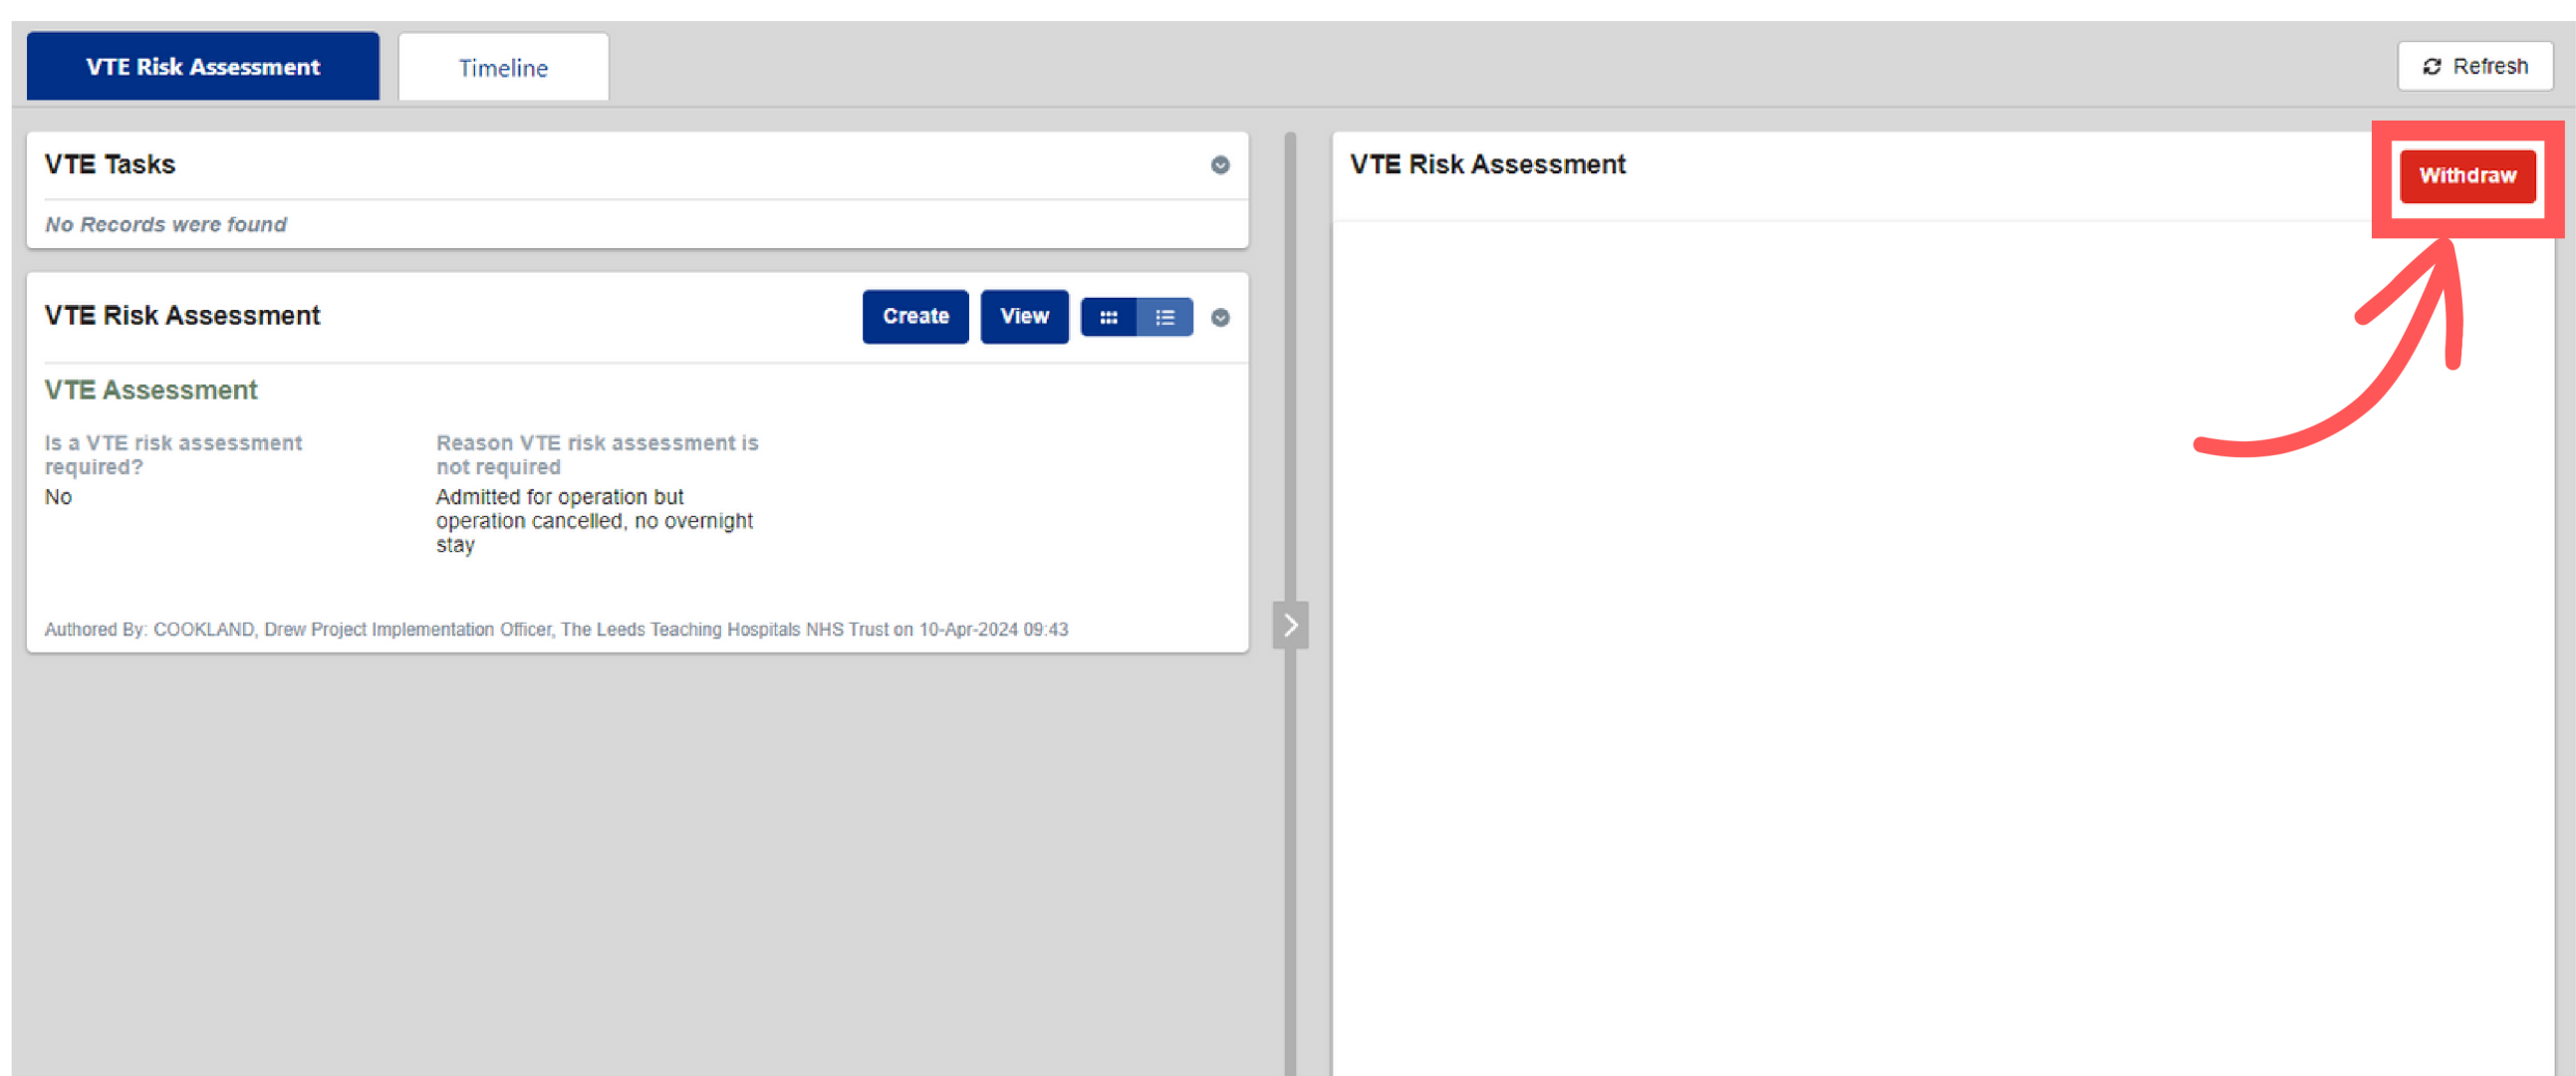 VTE Risk Assessment
Timeline
Refresh
VTE Tasks
No Records were found
VTE Risk Assessment
Create
View
VTE Assessment
Is a VTE risk assessment
required?
No
Reason VTE risk assessment is
not required
Admitted for operation but
operation cancelled, no overnight
stay
Authored By: COOKLAND, Drew Project Implementation Officer, The Leeds Teaching Hospitals NHS Trust on 10-Apr-2024 09:43
VTE Risk Assessment
Withdraw